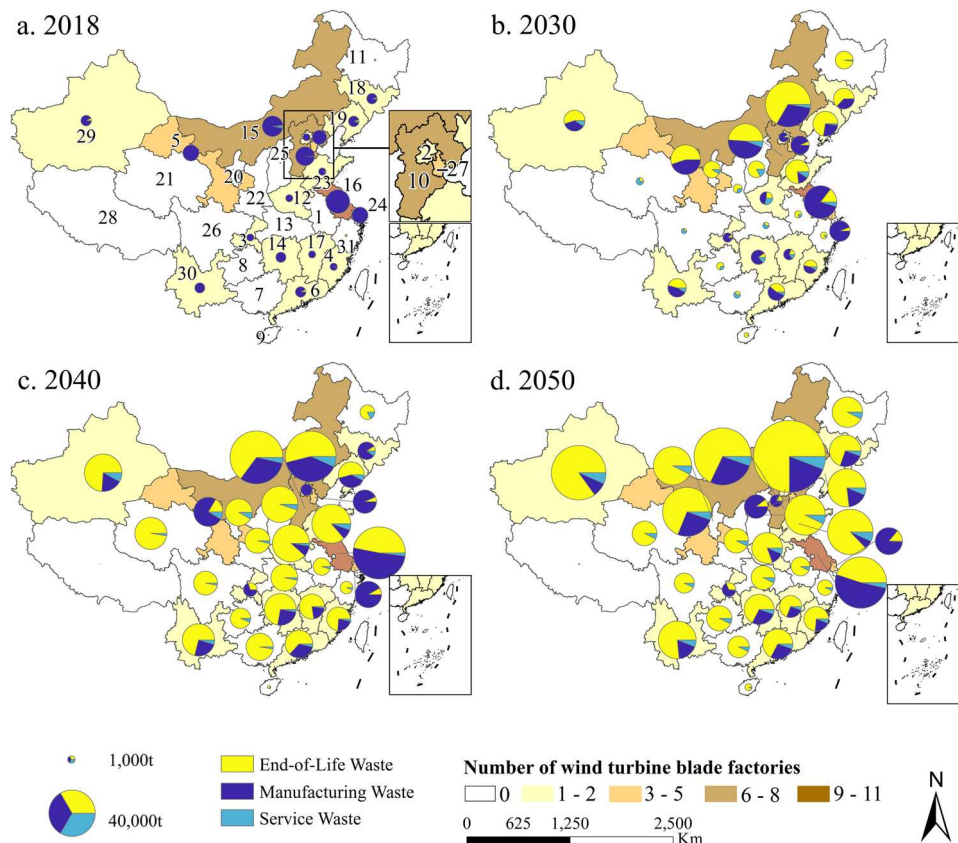 a. 2018
b. 2030
11
18
29
15
19
5
25
2
27
21
20
10
23
22
12
16
28
1
24
26
13
3
14
17
31
8
4
30
7
6
9
c. 2040
d. 2050
1,000t
End-of-Life Waste
Number of wind turbine blade factories
N
Manufacturing Waste
0
1 - 2
3 - 5
6 - 8
9 - 11
40,000t
Service Waste
0
625
1,250
2,500
Km